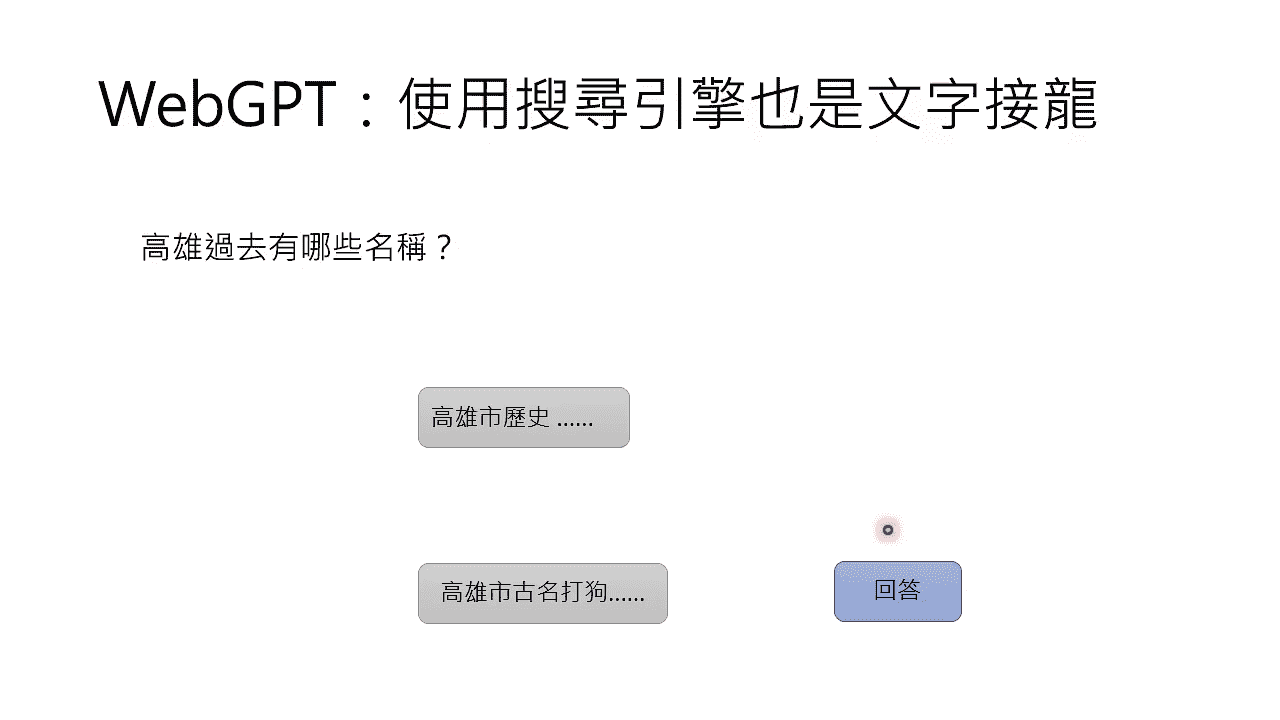 WebGPT：使用搜尋引擎也是文字接龍
高雄過去有哪些名稱？
高雄市歷史 ......
高雄市古名打狗......
回答